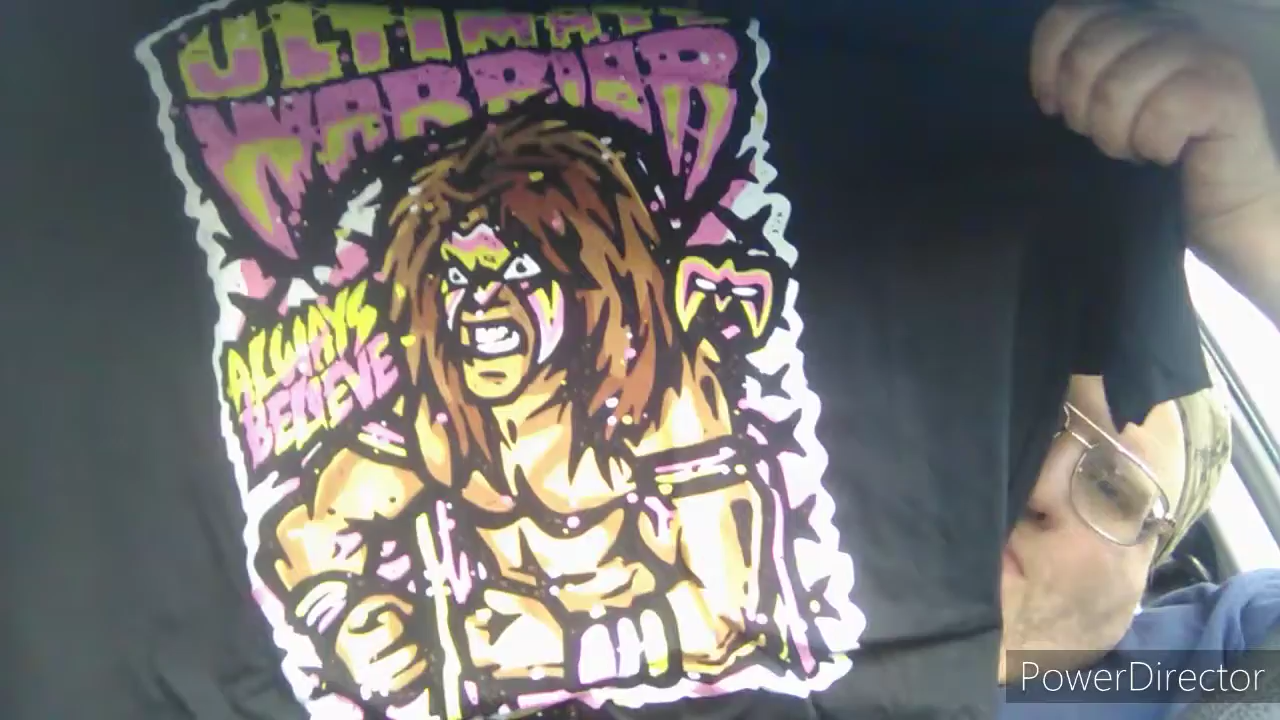 ULTIMATE
WARRIOR
ALWAYS
BELIEVE
PowerDirector